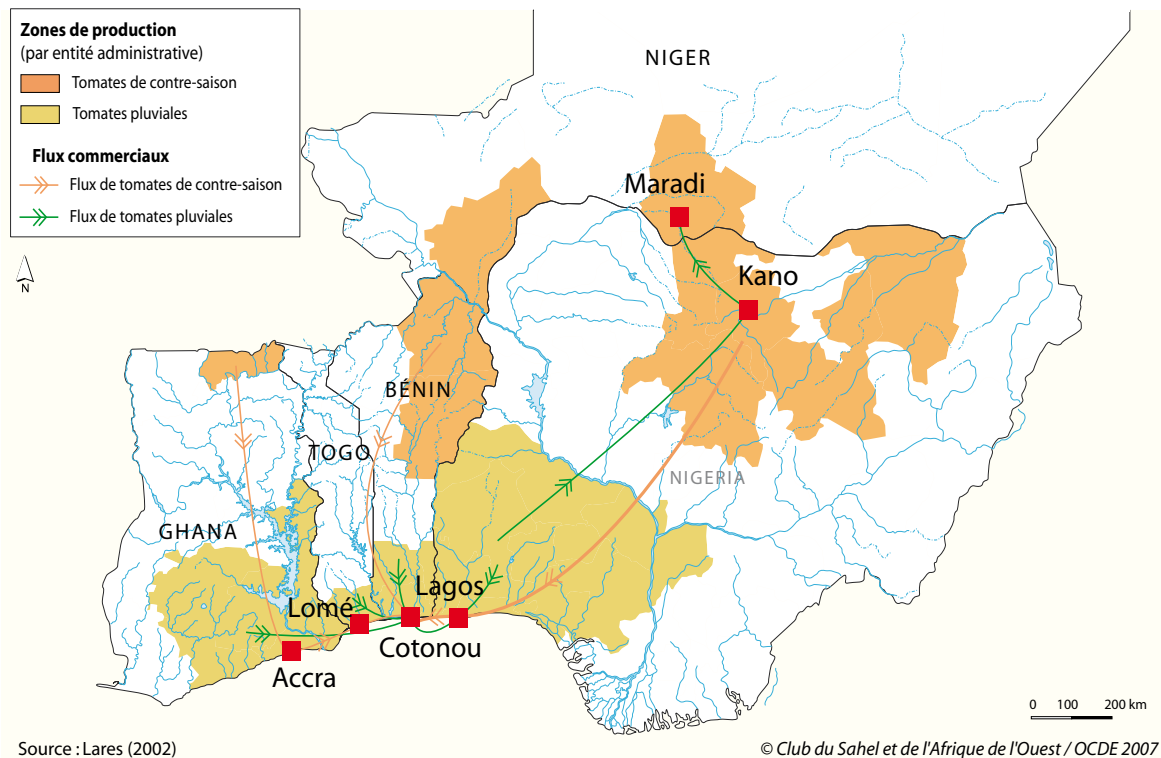 Zones de production
(par entité administrative)
Tomates de contre-saison
Tomates pluviales
Flux commerciaux
Flux de tomates de contre-saison
Flux de tomates pluviales
N
NIGER
Maradi
Kano
BÉNIN
TOGO
NIGERIA
GHANA
Lagos
Lomé
Cotonou
Accra
0 100 200 km
Source : Lares (2002)
© Club du Sahel et de l'Afrique de l'Ouest / OCDE 2007